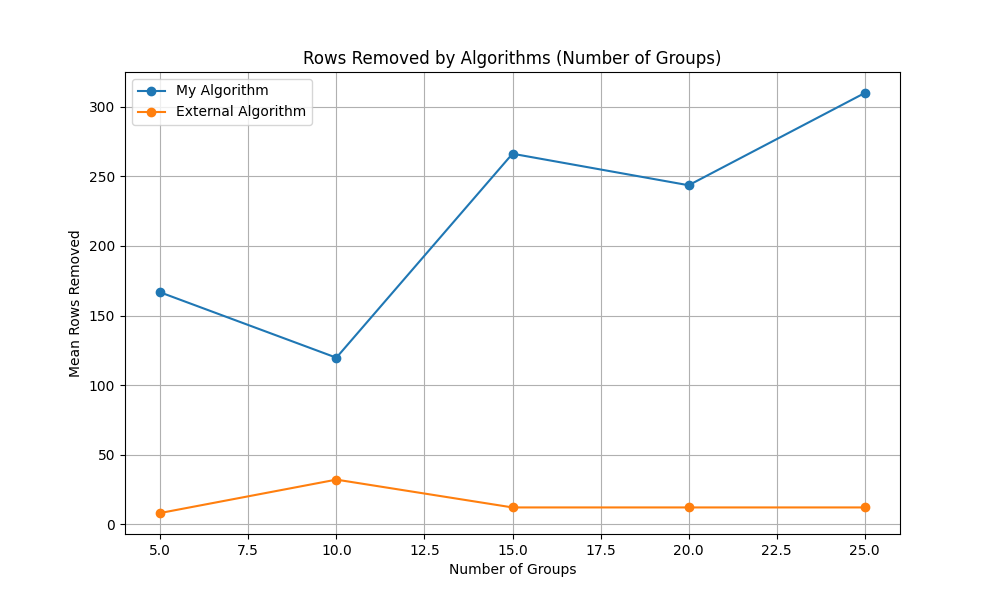 Rows Removed by Algorithms (Number of Groups)
My Algorithm
External Algorithm
Mean Rows Removed
300
250
200
150
100
50
0
5.0 7.5 10.0 12.5 15.0 17.5 20.0 22.5 25.0
Number of Groups